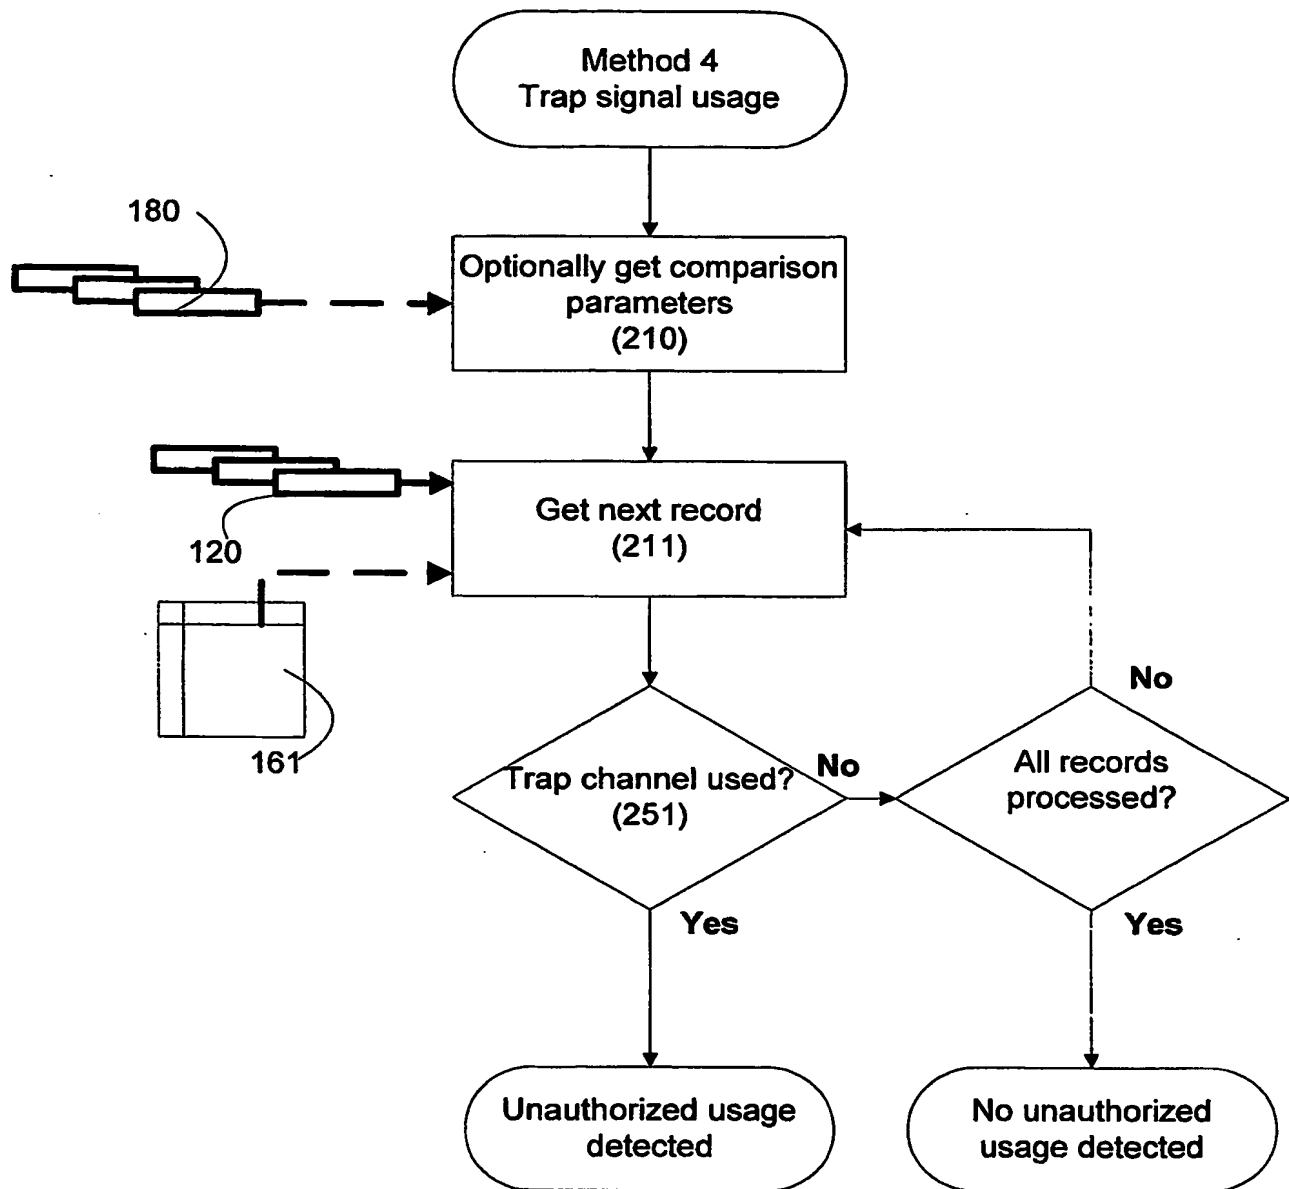 Method 4
Trap signal usage
180
Optionally get comparison
parameters
(210)
Get next record
(211)
120
161
Trap channel used?
(251)
No
Yes
All records
processed?
No
Yes
Unauthorized usage
detected
No unauthorized
usage detected